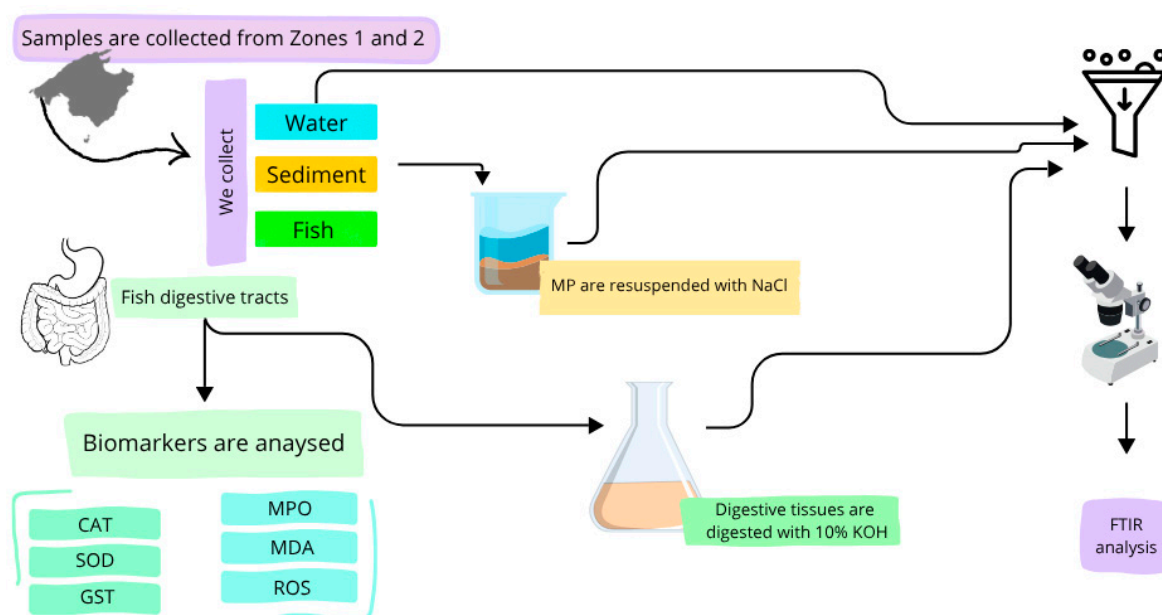 Samples are collected from Zones 1 and 2
We collect
Water
Sediment
Fish
MP are resuspended with NaCl
Fish digestive tracts
Biomarkers are anaysed
CAT
SOD
GST
MPO
MDA
ROS
Digestive tissues are
digested with 10% KOH
FTIR
analysis